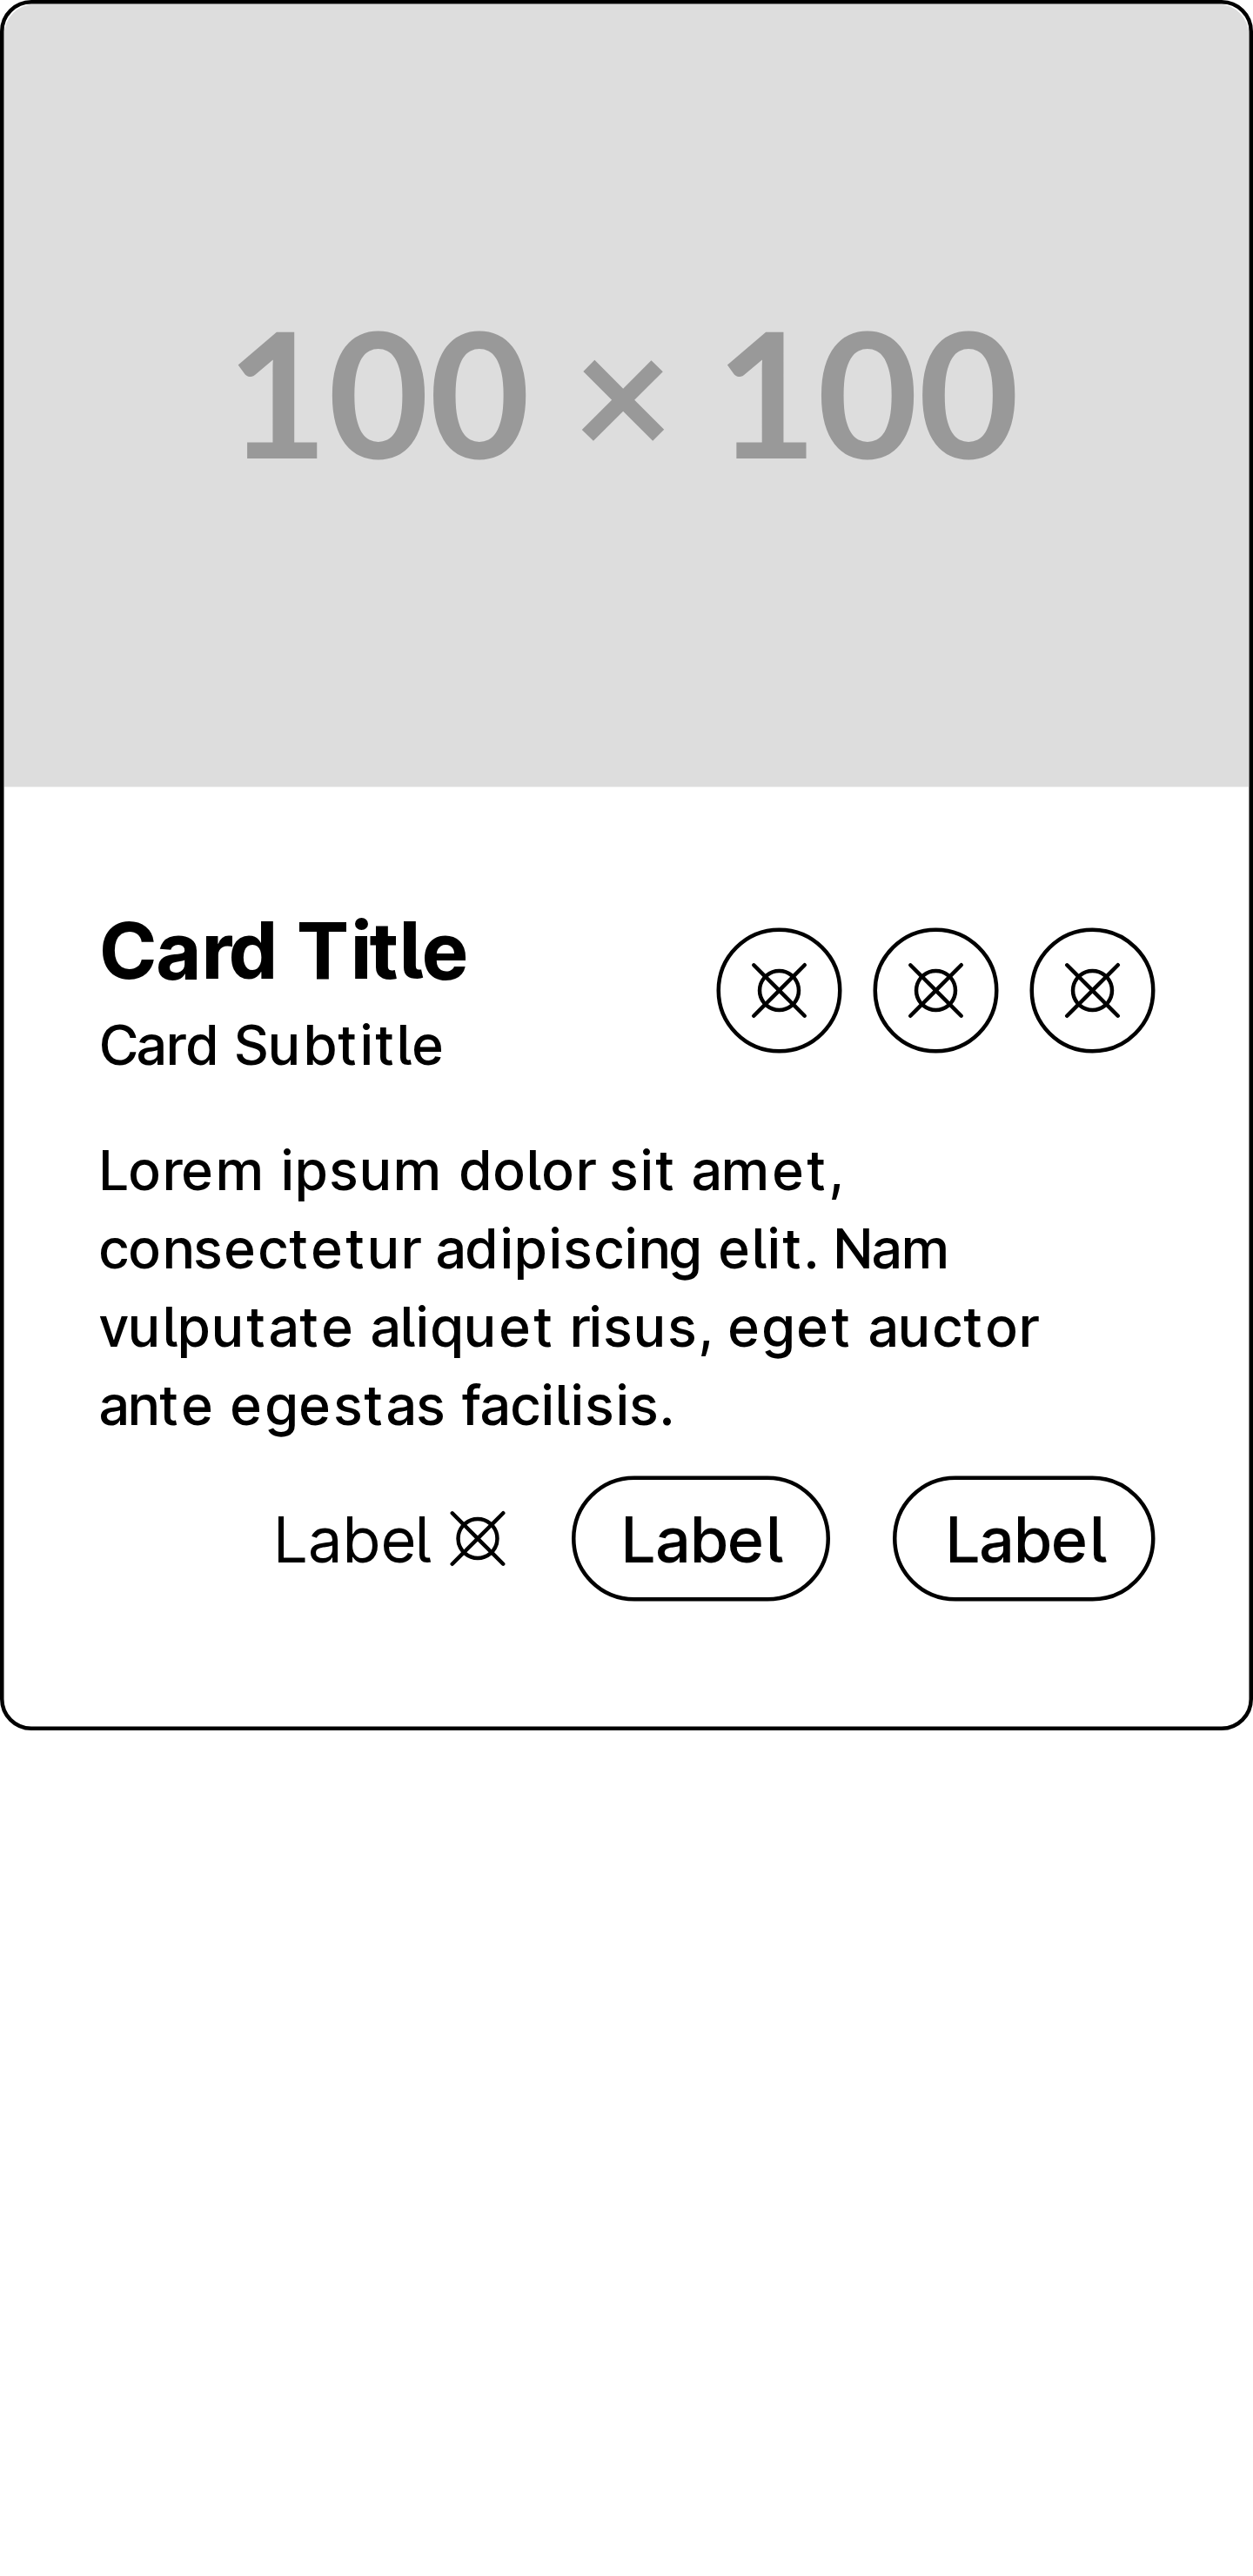 100 × 100
Card Title
Card Subtitle
Lorem ipsum dolor sit amet,
consectetur adipiscing elit. Nam
vulputate aliquet risus, eget auctor
ante egestas facilisis.
Label Label Label